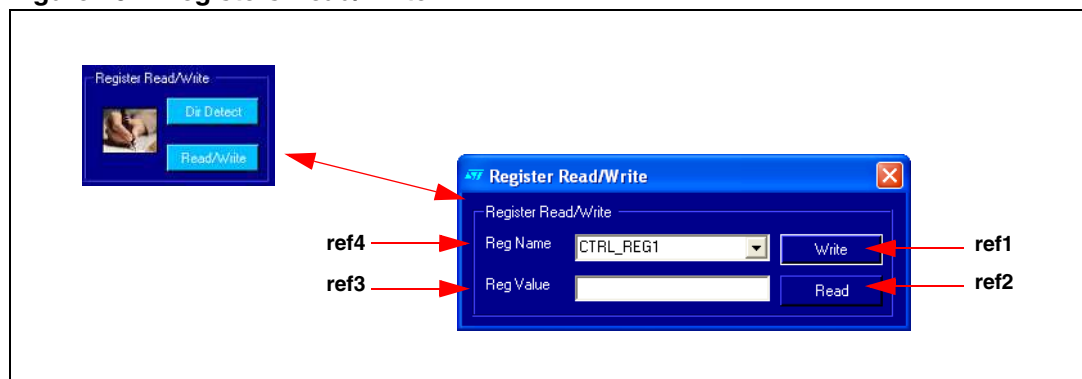 Register Read/Write
Dir Detect
Read/Write
Register Read/Write
Register Read/Write
ref4
Reg Name
CTRL_REG1
Write
ref1
ref3
Reg Value
Read
ref2